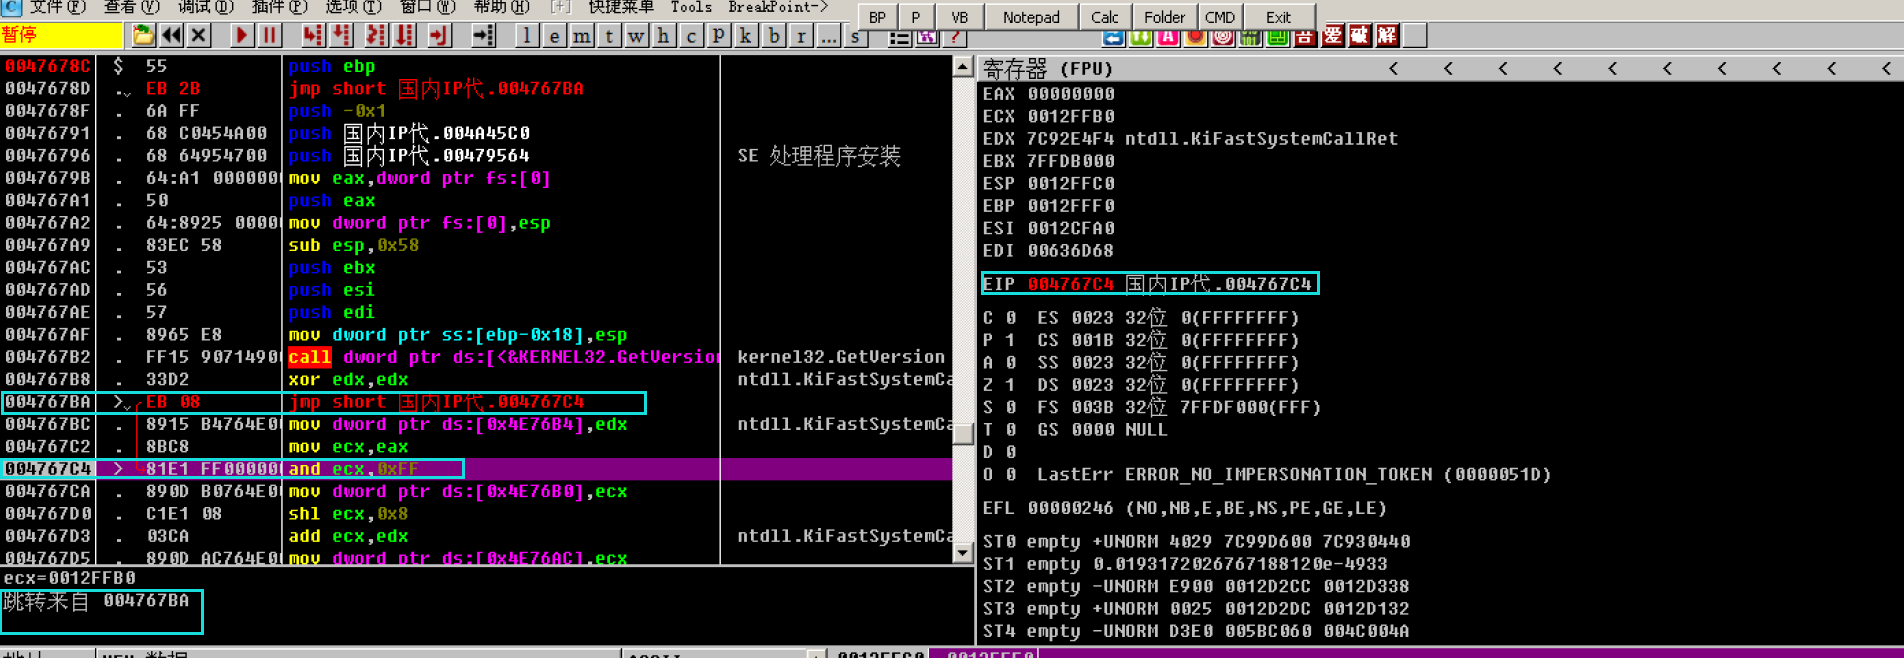 文件(F) 查看(V) 调试(D) 插件(P) 选项(T) 窗口(W) 帮助(H) [+] 快捷菜单 Tools BreakPoint->
BP P VB Notepad Calc Folder CMD Exit
暂停 l e m t w h c P k b r ... s ? 吾 爱 破 解
0047678C $ 55 push ebp
0047678D . EB 2B jmp short 国内IP代.004767BA
0047678F . 6A FF push -0x1
00476791 . 68 C0454A00 push 国内IP代.004A45C0
00476796 . 68 64954700 push 国内IP代.00479564 SE 处理程序安装
0047679B . 64:A1 0000000 mov eax,dword ptr fs:[0]
004767A1 . 50 push eax
004767A2 . 64:8925 00000 mov dword ptr fs:[0],esp
004767A9 . 83EC 58 sub esp,0x58
004767AC . 53 push ebx
004767AD . 56 push esi
004767AE . 57 push edi
004767AF . 8965 E8 mov dword ptr ss:[ebp-0x18],esp
004767B2 . FF15 90714900 call dword ptr ds:[<&KERNEL32.GetVersion kernel32.GetVersion
004767B8 . 33D2 xor edx,edx ntdll.KiFastSystemCa
004767BA > EB 08 jmp short 国内IP代.004767C4
004767BC . 8915 B4764E00 mov dword ptr ds:[0x4E76B4],edx ntdll.KiFastSystemCa
004767C2 . 8BC8 mov ecx,eax
004767C4 > 81E1 FF000000 and ecx,0xFF
004767CA . 890D B0764E00 mov dword ptr ds:[0x4E76B0],ecx
004767D0 . C1E1 08 shl ecx,0x8
004767D3 . 03CA add ecx,edx ntdll.KiFastSystemCa
004767D5 . 890D AC764E00 mov dword ptr ds:[0x4E76AC],ecx
ecx=0012FFB0
跳转来自 004767BA
寄存器 (FPU) < < < < < < < < < <
EAX 00000000
ECX 0012FFB0
EDX 7C92E4F4 ntdll.KiFastSystemCallRet
EBX 7FFDB000
ESP 0012FFC0
EBP 0012FFF0
ESI 0012CFA0
EDI 00636D68
EIP 004767C4 国内IP代.004767C4
C 0 ES 0023 32位 0(FFFFFFFF)
P 1 CS 001B 32位 0(FFFFFFFF)
A 0 SS 0023 32位 0(FFFFFFFF)
Z 1 DS 0023 32位 0(FFFFFFFF)
S 0 FS 003B 32位 7FFDF000(FFF)
T 0 GS 0000 NULL
D 0
O 0 LastErr ERROR_NO_IMPERSONATION_TOKEN (0000051D)
EFL 00000246 (NO,NB,E,BE,NS,PE,GE,LE)
ST0 empty +UNORM 4029 7C99D600 7C930440
ST1 empty 0.0193172026767188120e-4933
ST2 empty -UNORM E900 0012D2CC 0012D338
ST3 empty +UNORM 0025 0012D2DC 0012D132
ST4 empty -UNORM D3E0 005BC060 004C004A
地址 HEX 数据 ASCII 0012FFC0 0012FFF0